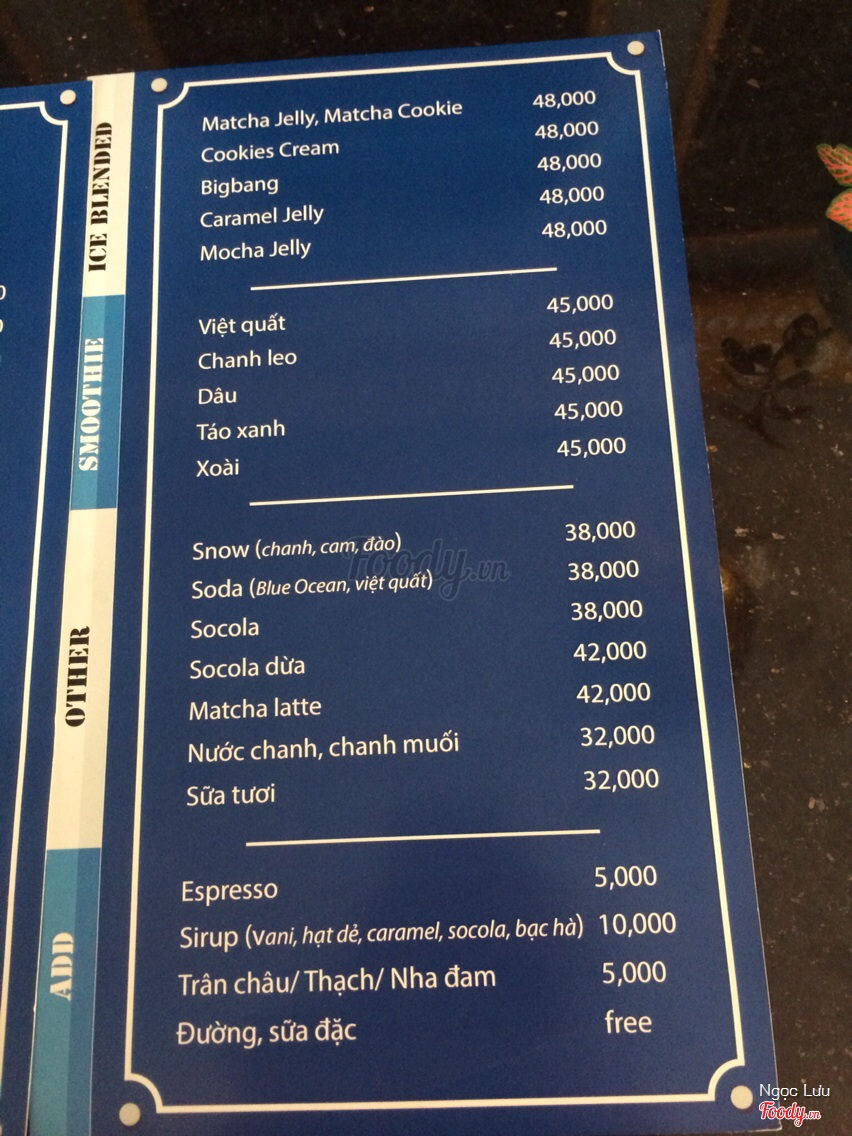 ICE BLENDED
Matcha Jelly, Matcha Cookie 48,000
Cookies Cream 48,000
Bigbang 48,000
Caramel Jelly 48,000
Mocha Jelly 48,000
SMOOTHIE
Việt quất 45,000
Chanh leo 45,000
Dâu 45,000
Táo xanh 45,000
Xoài 45,000
OTHER
Snow (chanh, cam, đào) 38,000
Soda (Blue Ocean, việt quất) 38,000
Socola 38,000
Socola dừa 42,000
Matcha latte 42,000
Nước chanh, chanh muối 32,000
Sữa tươi 32,000
ADD
Espresso 5,000
Sirup (vani, hạt dẻ, caramel, socola, bạc hà) 10,000
Trân châu/ Thạch/ Nha đam 5,000
Đường, sữa đặc free
Foody.vn
Ngọc Lưu
Foody.vn